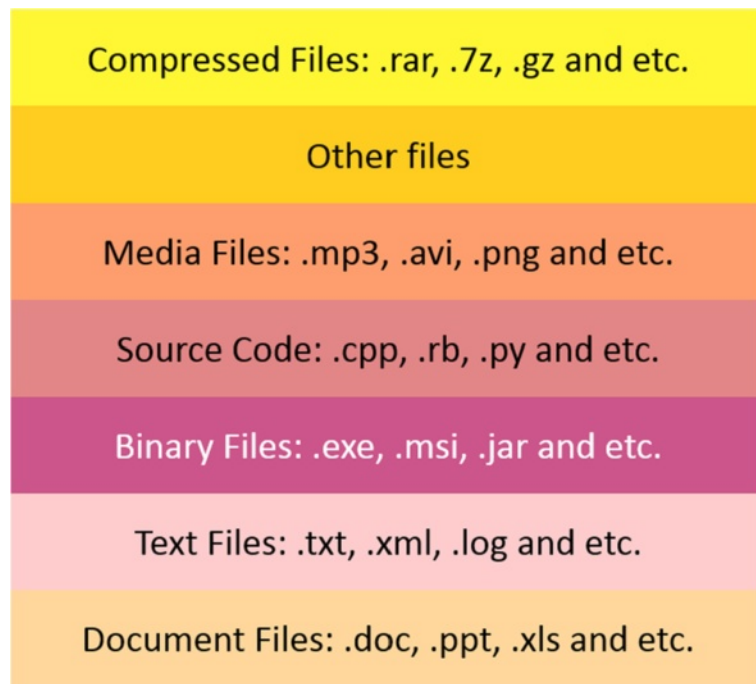 Compressed Files: .rar, .7z, .gz and etc.
Other files
Media Files: .mp3, .avi, .png and etc.
Source Code: .cpp, .rb, .py and etc.
Binary Files: .exe, .msi, .jar and etc.
Text Files: .txt, .xml, .log and etc.
Document Files: .doc, .ppt, .xls and etc.